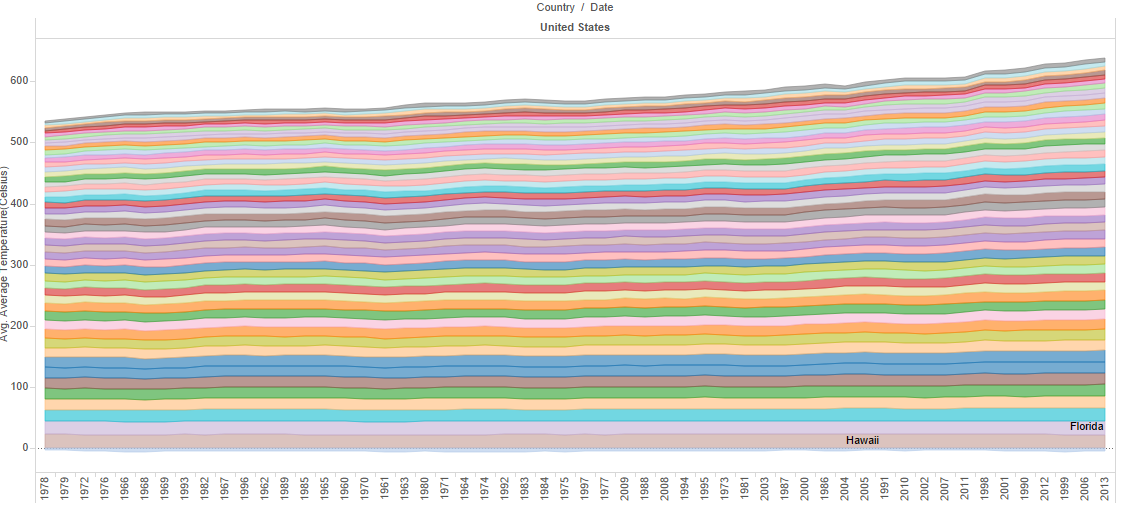 Country / Date
United States
Avg. Average Temperature(Celsius)
600
500
400
300
200
100
0
Florida
Hawaii
1978 1979 1972 1976 1966 1968 1969 1993 1982 1967 1996 1962 1989 1985 1965 1960 1970 1961 1963 1980 1971 1964 1974 1992 1983 1984 1975 1997 1977 2009 1988 2008 1994 1995 1973 1981 2003 1987 2000 1986 2004 2005 1991 2010 2002 2007 2011 1998 2001 1990 2012 1999 2006 2013